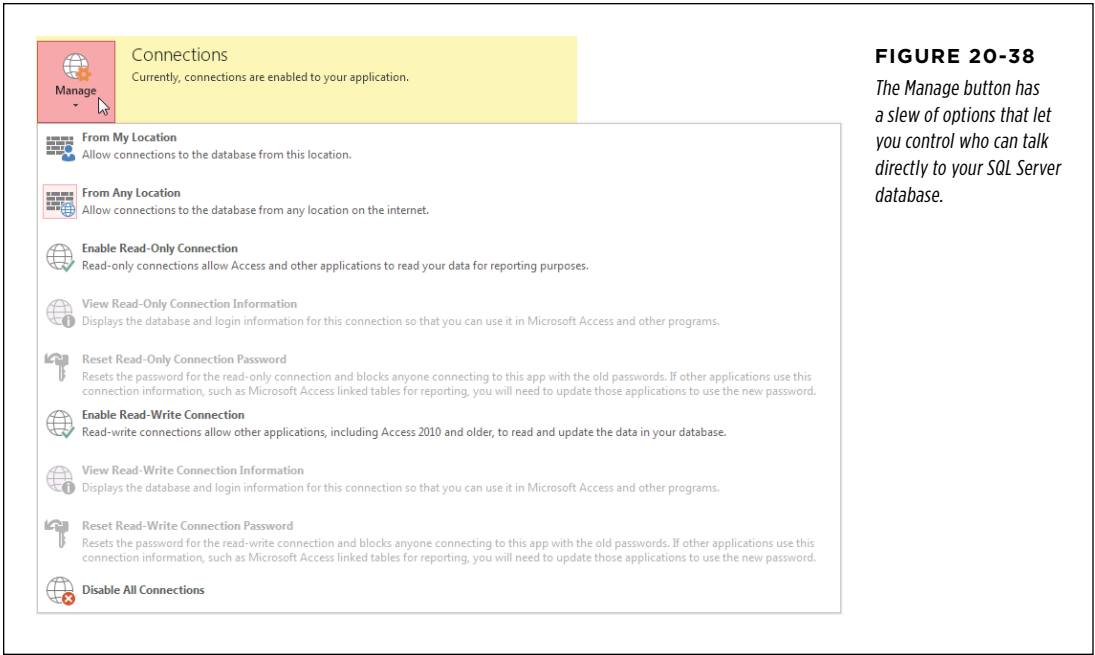 Manage
Connections
Currently, connections are enabled to your application.
From My Location
Allow connections to the database from this location.
From Any Location
Allow connections to the database from any location on the internet.
Enable Read-Only Connection
Read-only connections allow Access and other applications to read your data for reporting purposes.
View Read-Only Connection Information
Displays the database and login information for this connection so that you can use it in Microsoft Access and other programs.
Reset Read-Only Connection Password
Resets the password for the read-only connection and blocks anyone connecting to this app with the old passwords. If other applications use this
connection information, such as Microsoft Access linked tables for reporting, you will need to update those applications to use the new password.
Enable Read-Write Connection
Read-write connections allow other applications, including Access 2010 and older, to read and update the data in your database.
View Read-Write Connection Information
Displays the database and login information for this connection so that you can use it in Microsoft Access and other programs.
Reset Read-Write Connection Password
Resets the password for the read-write connection and blocks anyone connecting to this app with the old passwords. If other applications use this
connection information, such as Microsoft Access linked tables for reporting, you will need to update those applications to use the new password.
Disable All Connections
FIGURE 20-38
The Manage button has
a slew of options that let
you control who can talk
directly to your SQL Server
database.